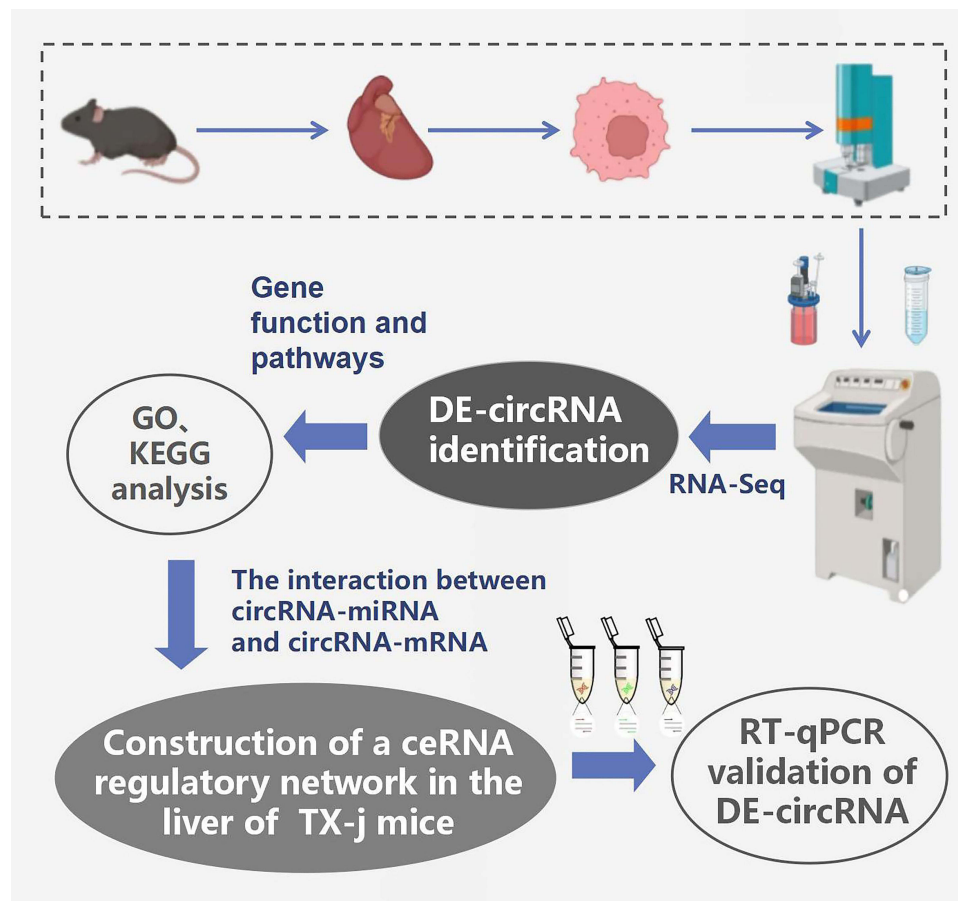 Gene
function and
pathways
DE-circRNA
identification
RNA-Seq
GO、
KEGG
analysis
The interaction between
circRNA-miRNA
and circRNA-mRNA
Construction of a ceRNA
regulatory network in the
liver of TX-j mice
RT-qPCR
validation of
DE-circRNA